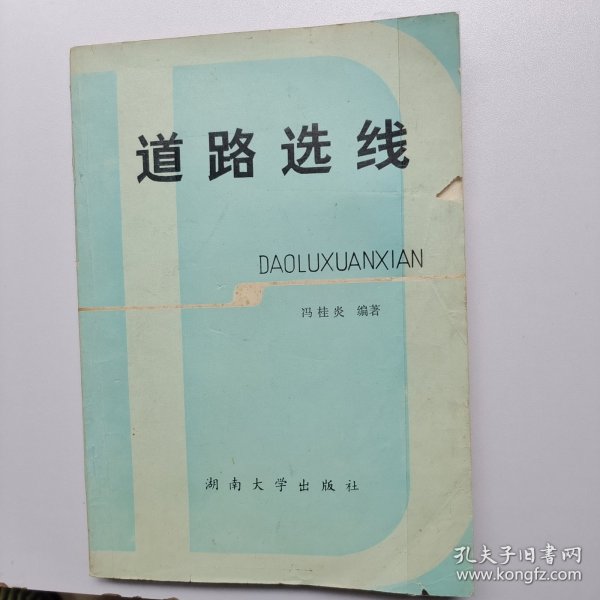 道路选线
DAOLUXUANXIAN
冯桂炎 编著
湖南大学出版社
孔夫子旧书网
www.kongfz.com